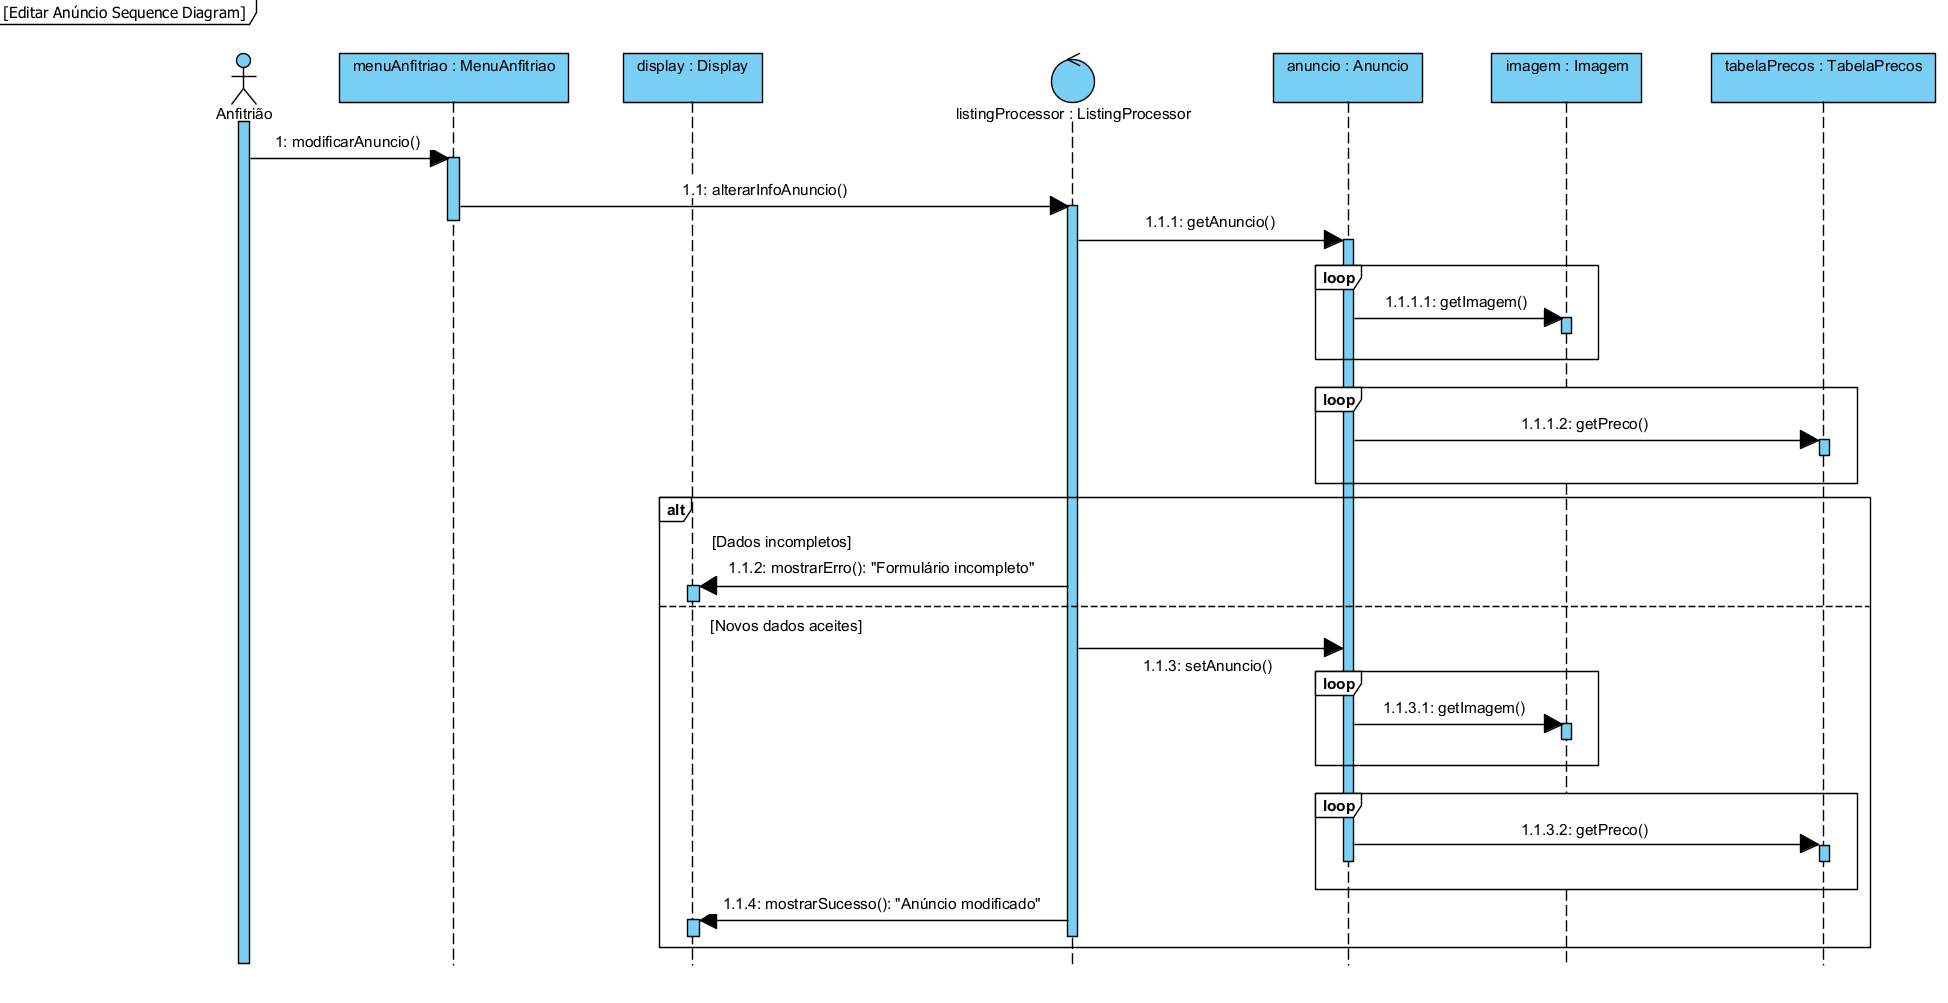 [Editar Anúncio Sequence Diagram]
menuAnfitriao : MenuAnfitriao
display : Display
anuncio : Anuncio
imagem : Imagem
tabelaPrecos : TabelaPrecos
Anfitrião
listingProcessor : ListingProcessor
1: modificarAnuncio()
1.1: alterarInfoAnuncio()
1.1.1: getAnuncio()
loop
1.1.1.1: getImagem()
loop
1.1.1.2: getPreco()
alt
[Dados incompletos]
1.1.2: mostrarErro(): "Formulário incompleto"
[Novos dados aceites]
1.1.3: setAnuncio()
loop
1.1.3.1: getImagem()
loop
1.1.3.2: getPreco()
1.1.4: mostrarSucesso(): "Anúncio modificado"